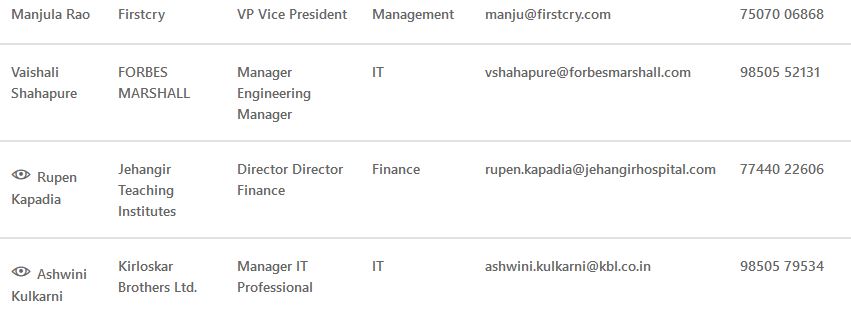 Manjula Rao Firstcry VP Vice President Management manju@firstcry.com 75070 06868
Vaishali FORBES Manager IT vshahapure@forbesmarshall.com 98505 52131
Shahapure MARSHALL Engineering
Manager
Rupen Jehangir Director Director Finance rupen.kapadia@jehangirhospital.com 77440 22606
Kapadia Teaching Finance
Institutes
Ashwini Kirloskar Manager IT IT ashwini.kulkarni@kbl.co.in 98505 79534
Kulkarni Brothers Ltd. Professional